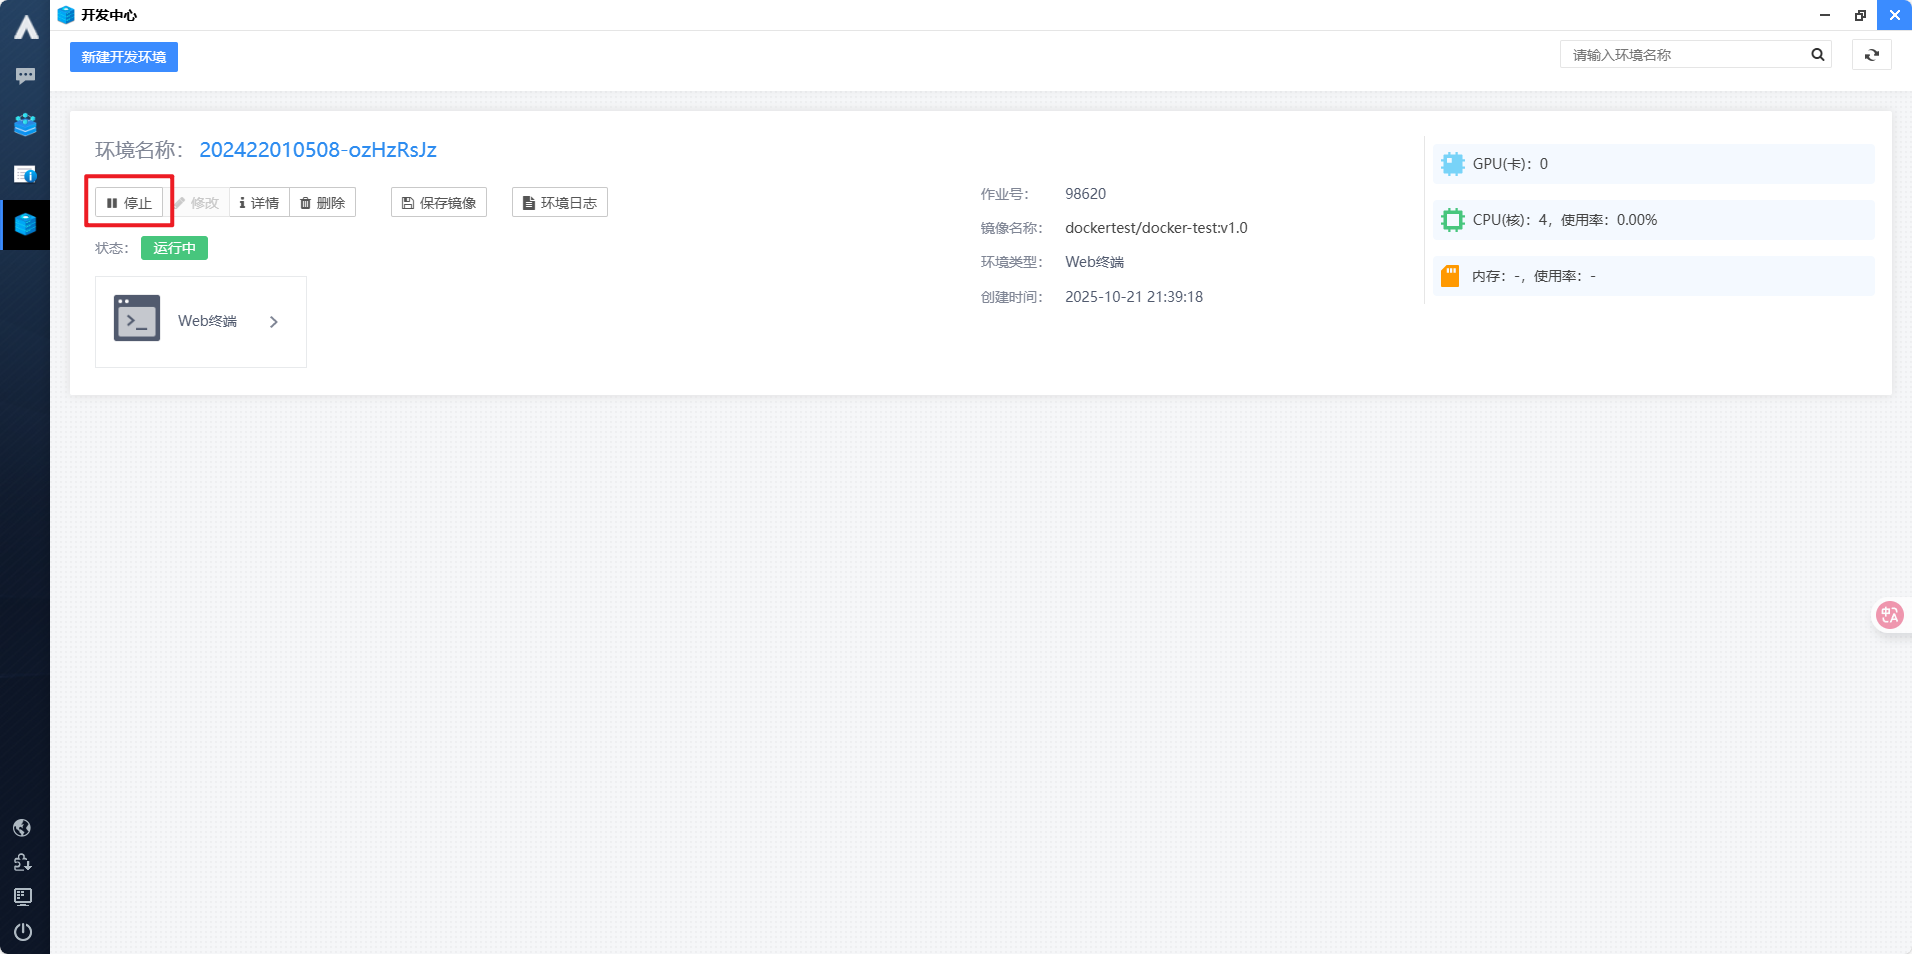 开发中心
新建开发环境
请输入环境名称
环境名称： 202422010508-ozHzRsJz
停止 修改 详情 删除 保存镜像 环境日志
状态： 运行中
Web终端
作业号： 98620
镜像名称： dockertest/docker-test:v1.0
环境类型： Web终端
创建时间： 2025-10-21 21:39:18
GPU(卡)：0
CPU(核)：4，使用率：0.00%
内存：-，使用率：-
中
A